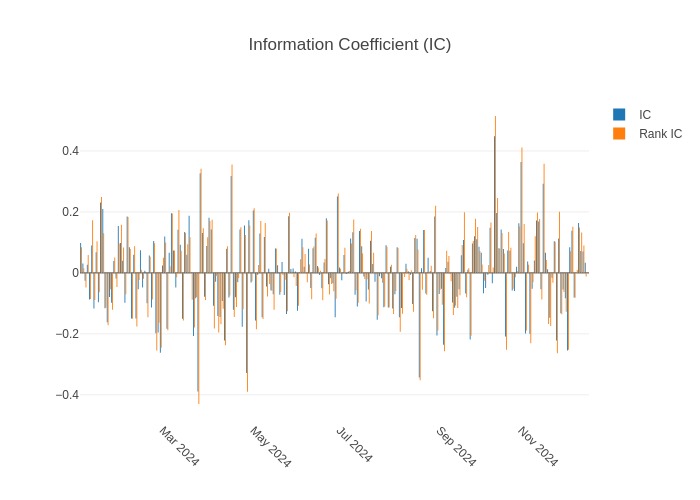 Information Coefficient (IC)
IC
Rank IC
0.4
0.2
0
−0.2
−0.4
Mar 2024
May 2024
Jul 2024
Sep 2024
Nov 2024